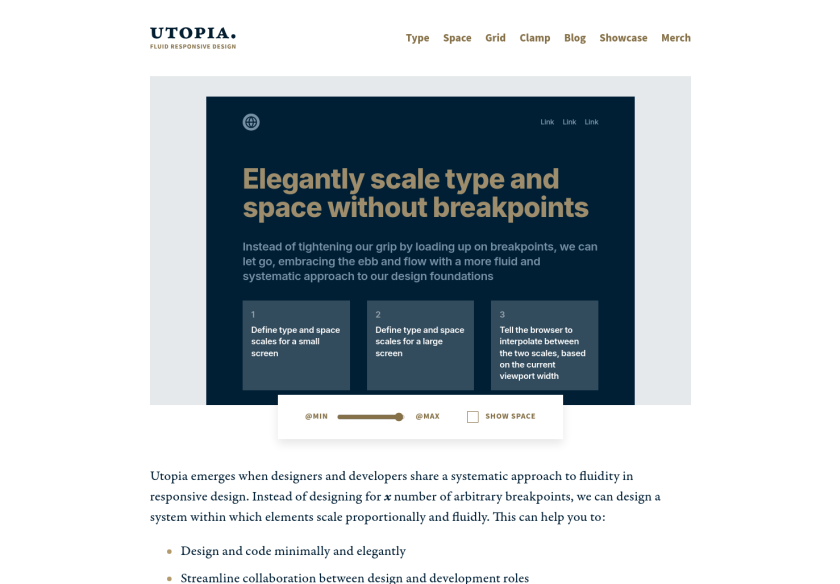 UTOPIA.
FLUID RESPONSIVE DESIGN
Type Space Grid Clamp Blog Showcase Merch
Link Link Link
Elegantly scale type and
space without breakpoints
Instead of tightening our grip by loading up on breakpoints, we can
let go, embracing the ebb and flow with a more fluid and
systematic approach to our design foundations
1
Define type and space
scales for a small
screen
2
Define type and space
scales for a large
screen
3
Tell the browser to
interpolate between
the two scales, based
on the current
viewport width
@MIN @MAX SHOW SPACE
Utopia emerges when designers and developers share a systematic approach to fluidity in
responsive design. Instead of designing for x number of arbitrary breakpoints, we can design a
system within which elements scale proportionally and fluidly. This can help you to:
Design and code minimally and elegantly
Streamline collaboration between design and development roles